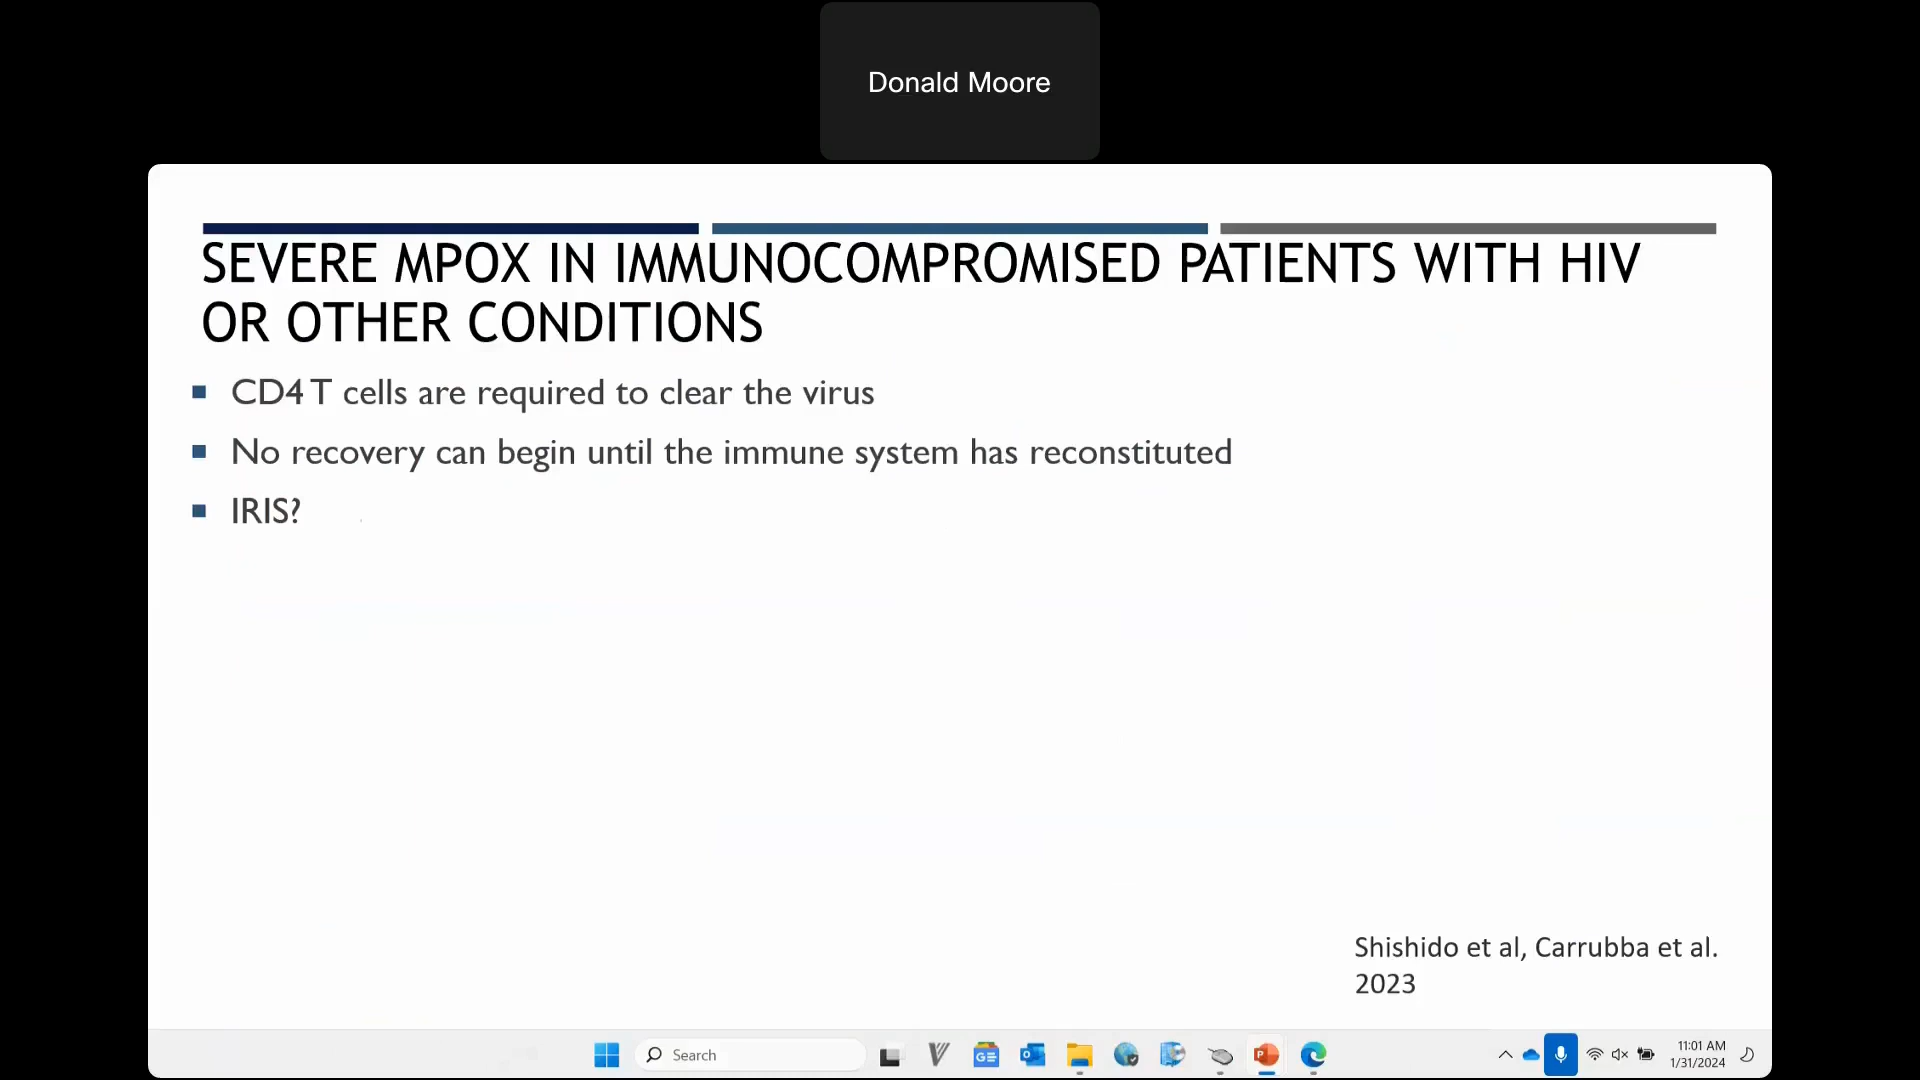 Donald Moore
SEVERE MPOX IN IMMUNOCOMPROMISED PATIENTS WITH HIV
OR OTHER CONDITIONS
CD4 T cells are required to clear the virus
No recovery can begin until the immune system has reconstituted
IRIS?
Shishido et al, Carrubba et al.
2023
Search
11:01 AM
1/31/2024